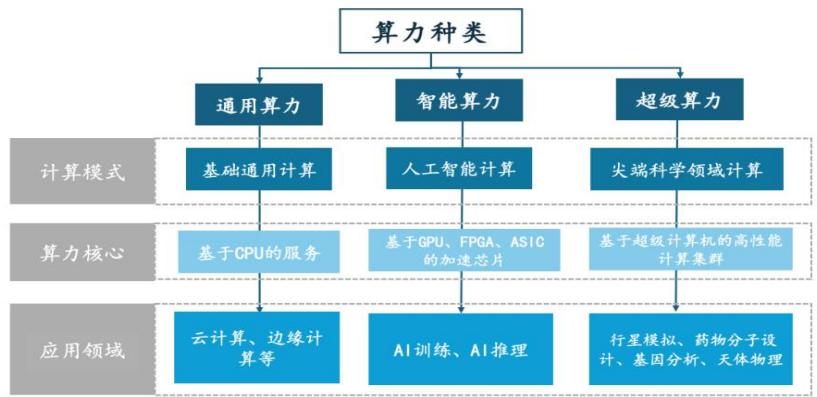 算力种类
通用算力
智能算力
超级算力
计算模式
基础通用计算
人工智能计算
尖端科学领域计算
算力核心
基于CPU的服务
基于GPU、FPGA、ASIC
的加速芯片
基于超级计算机的高性能
计算集群
应用领域
云计算、边缘计
算等
AI训练、AI推理
行星模拟、药物分子设
计、基因分析、天体物理